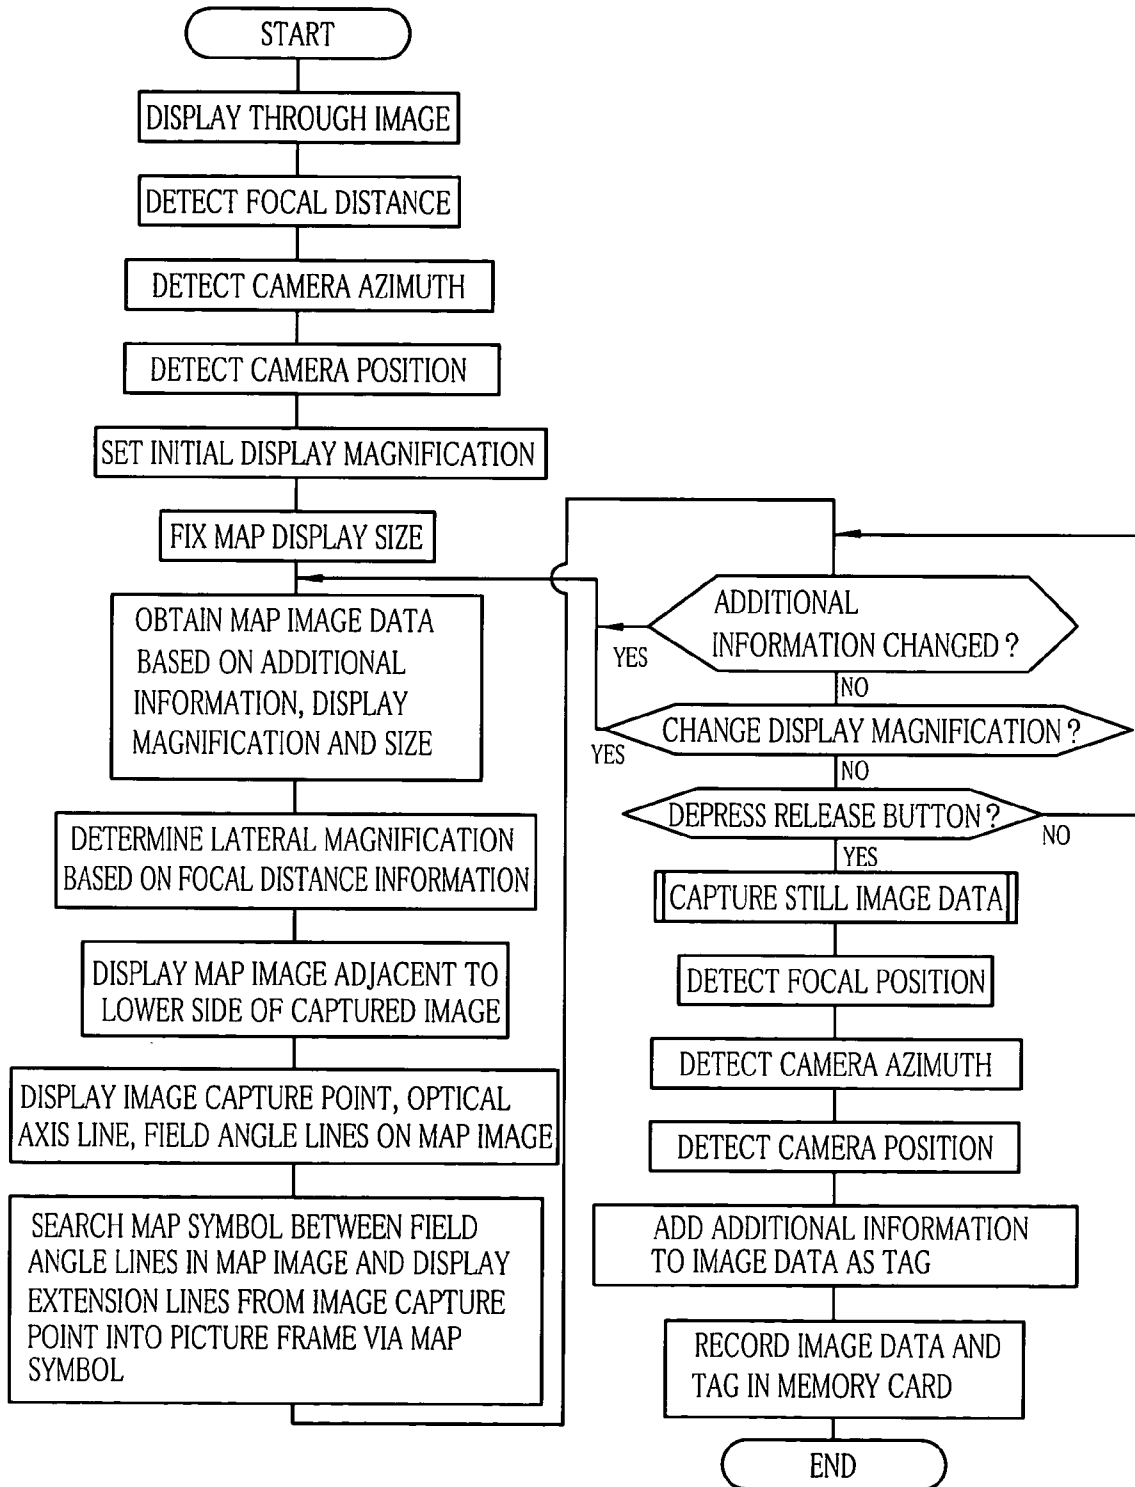 START
DISPLAY THROUGH IMAGE
DETECT FOCAL DISTANCE
DETECT CAMERA AZIMUTH
DETECT CAMERA POSITION
SET INITIAL DISPLAY MAGNIFICATION
FIX MAP DISPLAY SIZE
OBTAIN MAP IMAGE DATA
BASED ON ADDITIONAL
INFORMATION, DISPLAY
MAGNIFICATION AND SIZE
DETERMINE LATERAL MAGNIFICATION
BASED ON FOCAL DISTANCE INFORMATION
DISPLAY MAP IMAGE ADJACENT TO
LOWER SIDE OF CAPTURED IMAGE
DISPLAY IMAGE CAPTURE POINT, OPTICAL
AXIS LINE, FIELD ANGLE LINES ON MAP IMAGE
SEARCH MAP SYMBOL BETWEEN FIELD
ANGLE LINES IN MAP IMAGE AND DISPLAY
EXTENSION LINES FROM IMAGE CAPTURE
POINT INTO PICTURE FRAME VIA MAP
SYMBOL
ADDITIONAL
INFORMATION CHANGED ?
YES
NO
CHANGE DISPLAY MAGNIFICATION ?
YES
NO
DEPRESS RELEASE BUTTON ?
NO
YES
CAPTURE STILL IMAGE DATA
DETECT FOCAL POSITION
DETECT CAMERA AZIMUTH
DETECT CAMERA POSITION
ADD ADDITIONAL INFORMATION
TO IMAGE DATA AS TAG
RECORD IMAGE DATA AND
TAG IN MEMORY CARD
END